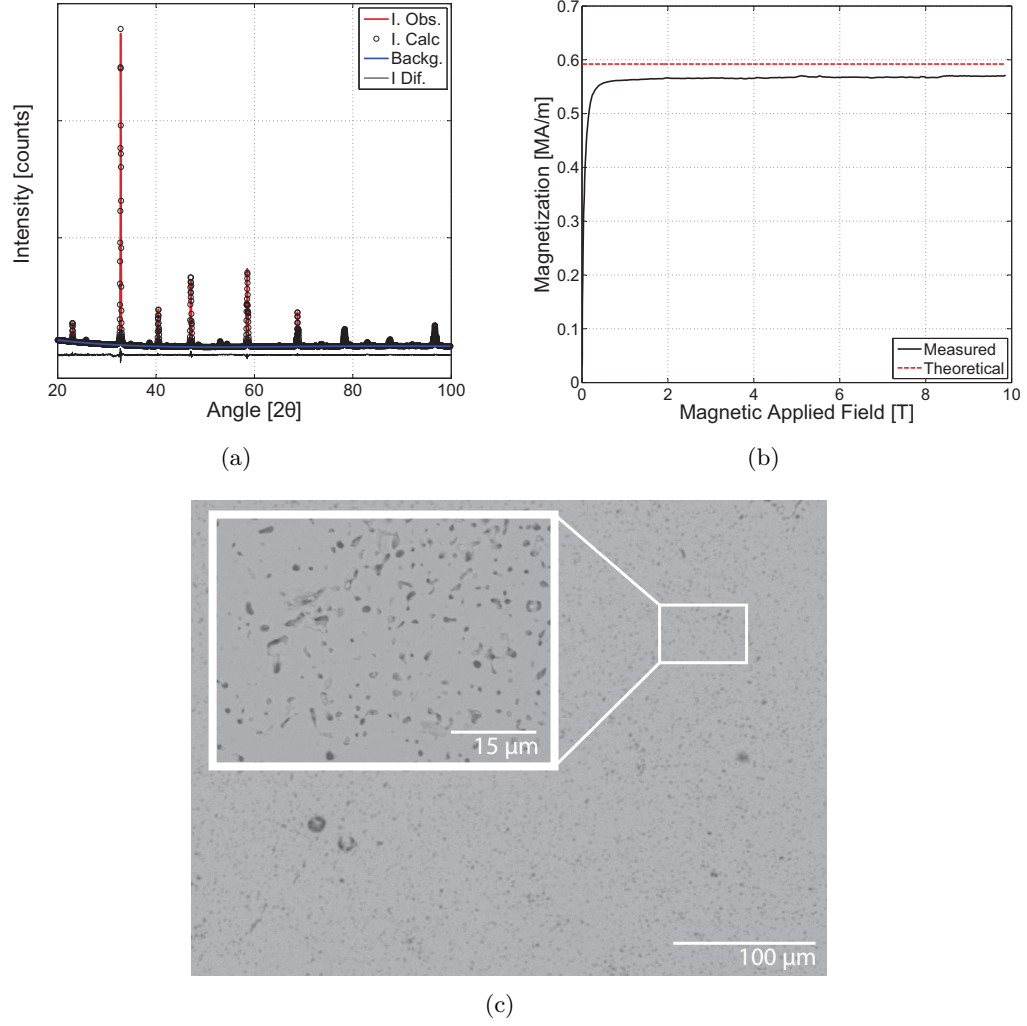 Intensity [counts]
I. Obs.
I. Calc
Backg.
I Dif.
20
40
60
80
100
Angle [2θ]
(a)
Magnetization [MA/m]
0.7
0.6
0.5
0.4
0.3
0.2
0.1
0
Measured
Theoretical
0
2
4
6
8
10
Magnetic Applied Field [T]
(b)
15 µm
100 µm
(c)